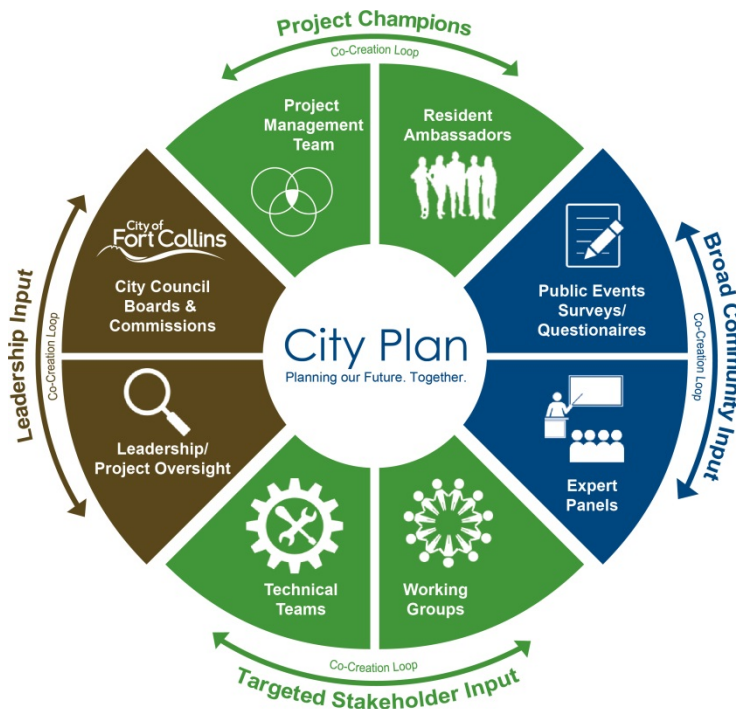 Project Champions
Co-Creation Loop
Project
Management
Team
Resident
Ambassadors
City of
Fort Collins
City Council
Boards &
Commissions
Public Events
Surveys/
Questionaires
Leadership Input
Co-Creation Loop
City Plan
Planning our Future. Together.
Broad Community Input
Co-Creation Loop
Leadership/
Project Oversight
Expert
Panels
Technical
Teams
Working
Groups
Co-Creation Loop
Targeted Stakeholder Input